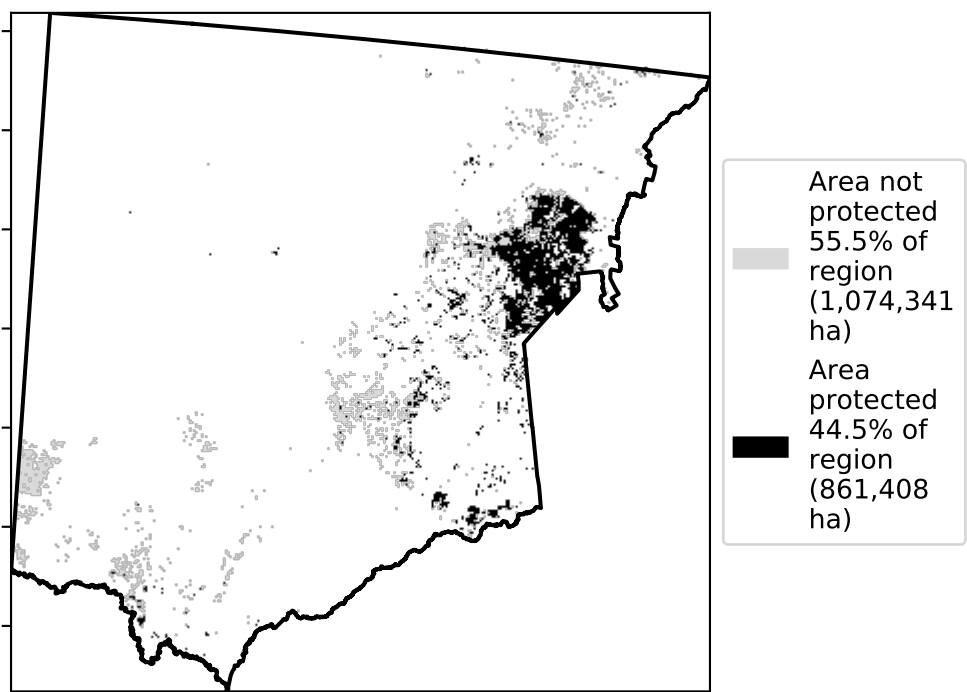 Area not
protected
55.5% of
region
(1,074,341
ha)
Area
protected
44.5% of
region
(861,408
ha)